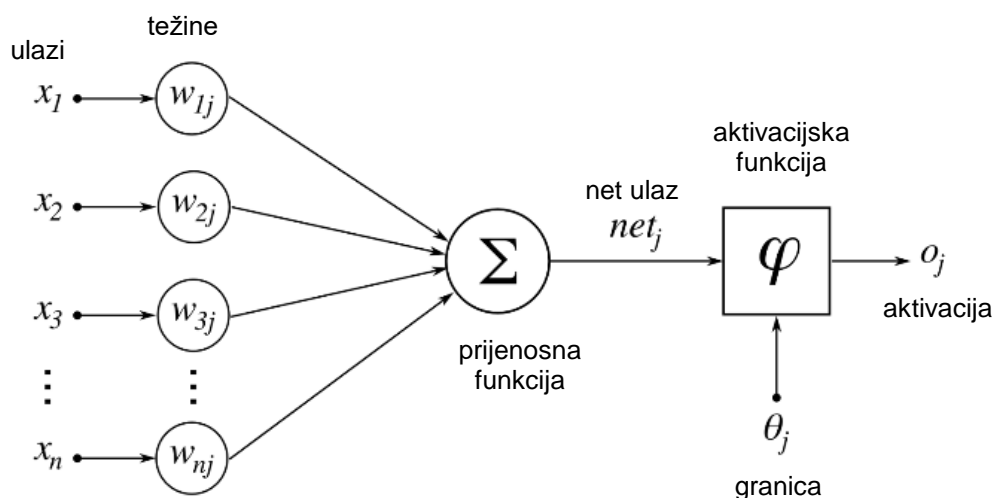 težine
ulazi
x₁
w₁ⱼ
x₂
w₂ⱼ
x₃
w₃ⱼ
⋮
⋮
xₙ
wₙⱼ
Σ
prijenosna
funkcija
net ulaz
netⱼ
aktivacijska
funkcija
φ
oⱼ
aktivacija
θⱼ
granica